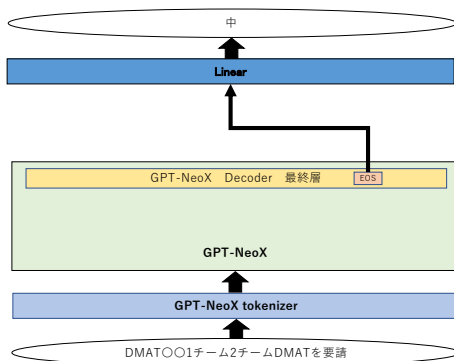 中
Linear
GPT-NeoX Decoder 最終層
EOS
GPT-NeoX
GPT-NeoX tokenizer
DMAT〇〇1チーム2チームDMATを要請